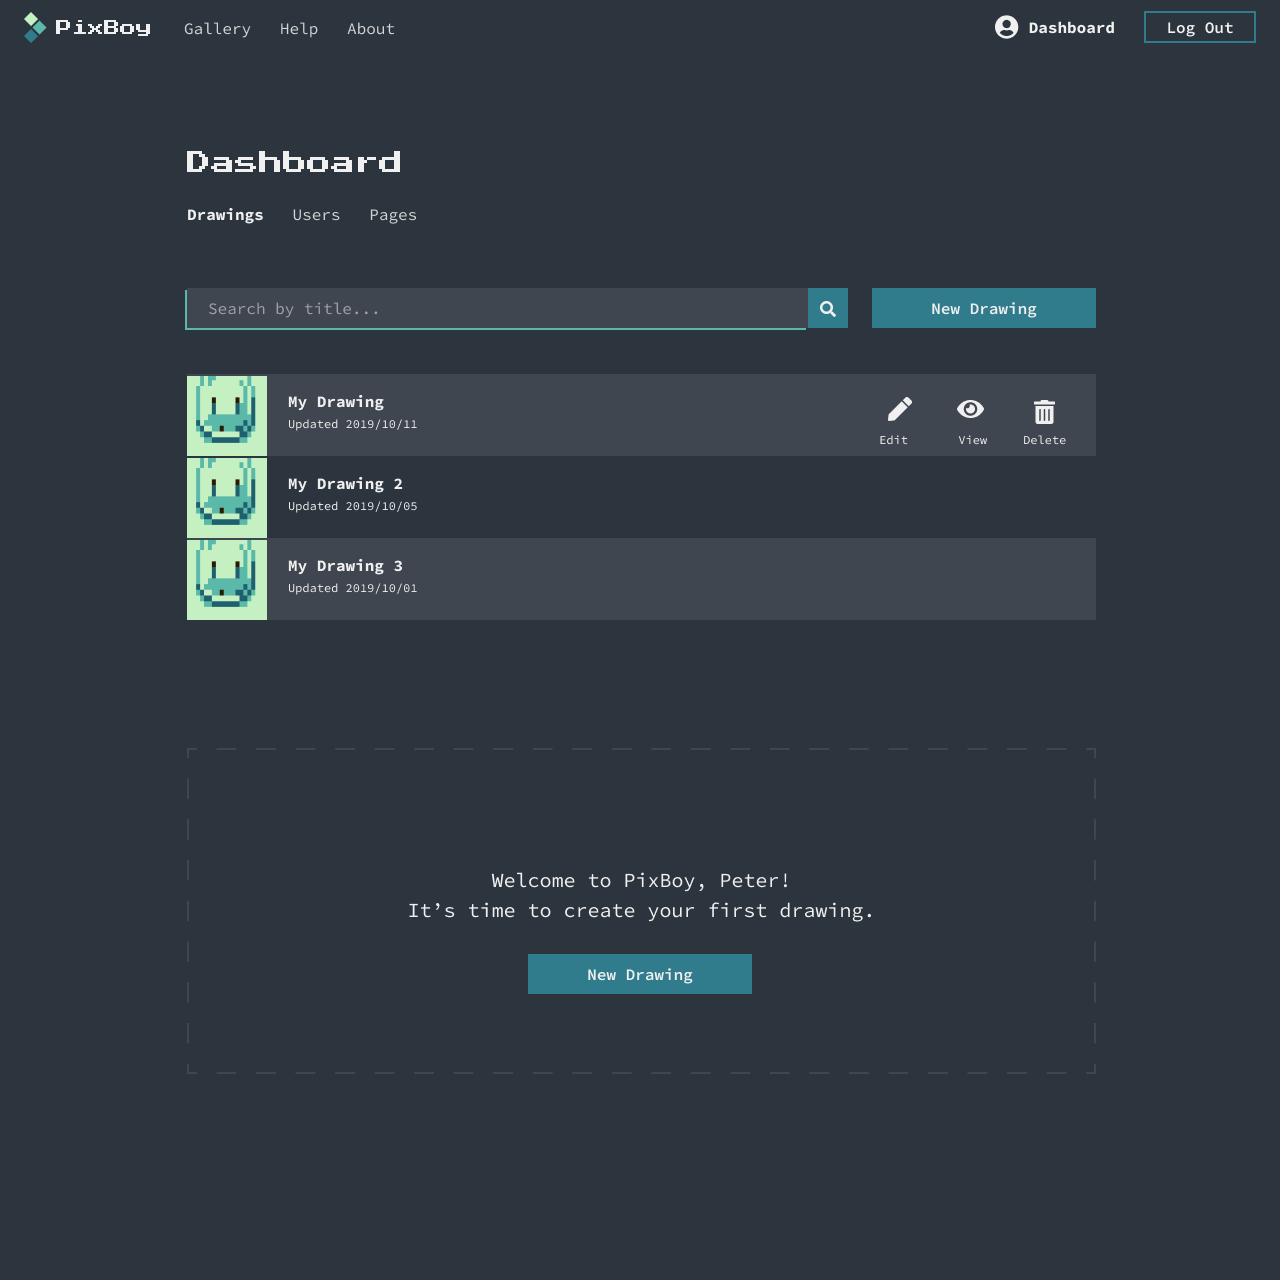 PixBoy Gallery Help About Dashboard Log Out
Dashboard
Drawings Users Pages
Search by title... New Drawing
My Drawing
Updated 2019/10/11
Edit View Delete
My Drawing 2
Updated 2019/10/05
My Drawing 3
Updated 2019/10/01
Welcome to PixBoy, Peter!
It’s time to create your first drawing.
New Drawing